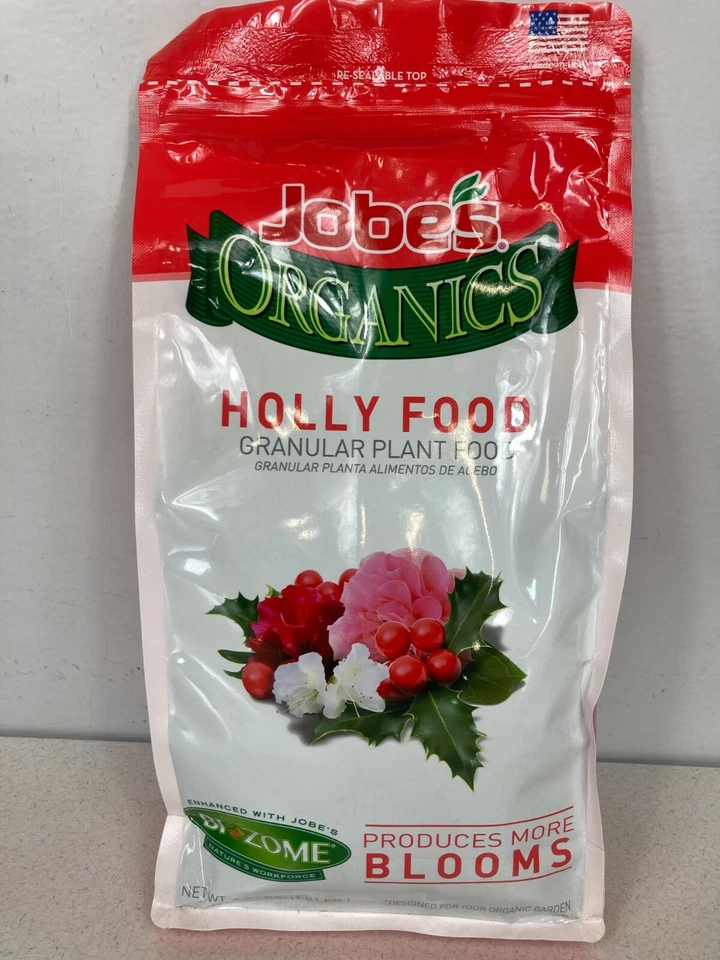 RE-SEALABLE TOP
Jobe's®
ORGANICS
HOLLY FOOD
GRANULAR PLANT FOOD
GRANULAR PLANTA ALIMENTOS DE ACEBO
ENHANCED WITH JOBE'S
BIOZOME®
NATURE'S WORKFORCE
PRODUCES MORE
BLOOMS
NET WT
*DESIGNED FOR YOUR ORGANIC GARDEN